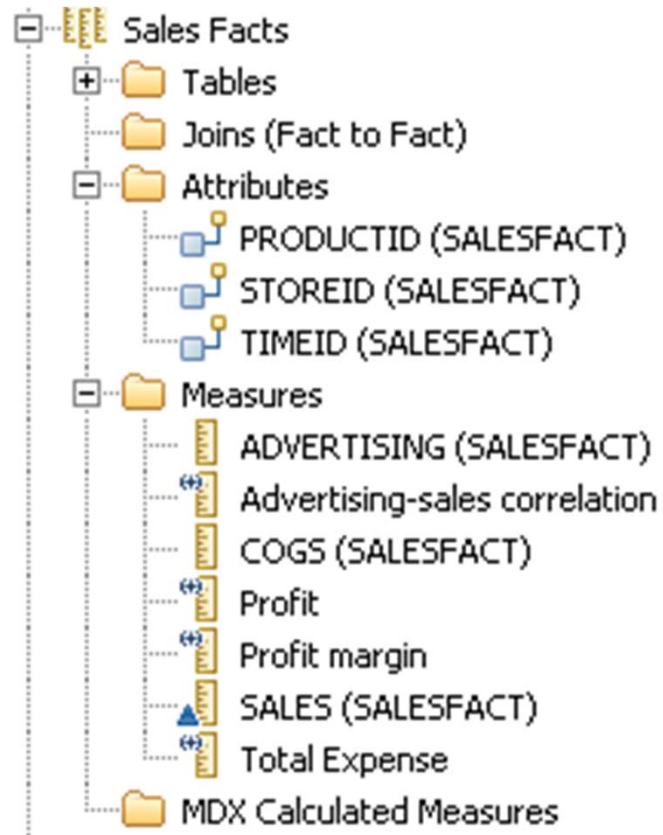 Sales Facts
Tables
Joins (Fact to Fact)
Attributes
PRODUCTID (SALESFACT)
STOREID (SALESFACT)
TIMEID (SALESFACT)
Measures
ADVERTISING (SALESFACT)
Advertising-sales correlation
COGS (SALESFACT)
Profit
Profit margin
SALES (SALESFACT)
Total Expense
MDX Calculated Measures